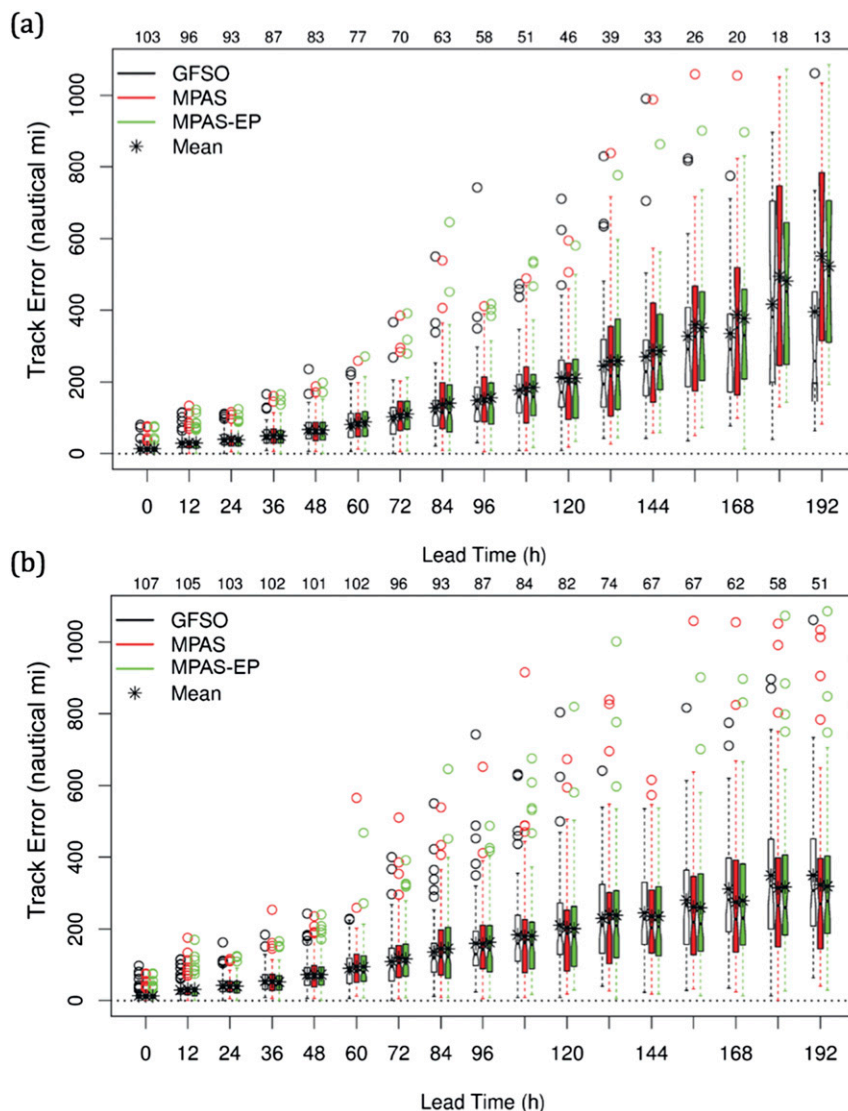 (a)
103 96 93 87 83 77 70 63 58 51 46 39 33 26 20 18 13
GFSO
MPAS
MPAS-EP
Mean
Track Error (nautical mi)
1000
800
600
400
200
0
0 12 24 36 48 60 72 84 96 120 144 168 192
Lead Time (h)
(b)
107 105 103 102 101 102 96 93 87 84 82 74 67 67 62 58 51
GFSO
MPAS
MPAS-EP
Mean
Track Error (nautical mi)
1000
800
600
400
200
0
0 12 24 36 48 60 72 84 96 120 144 168 192
Lead Time (h)